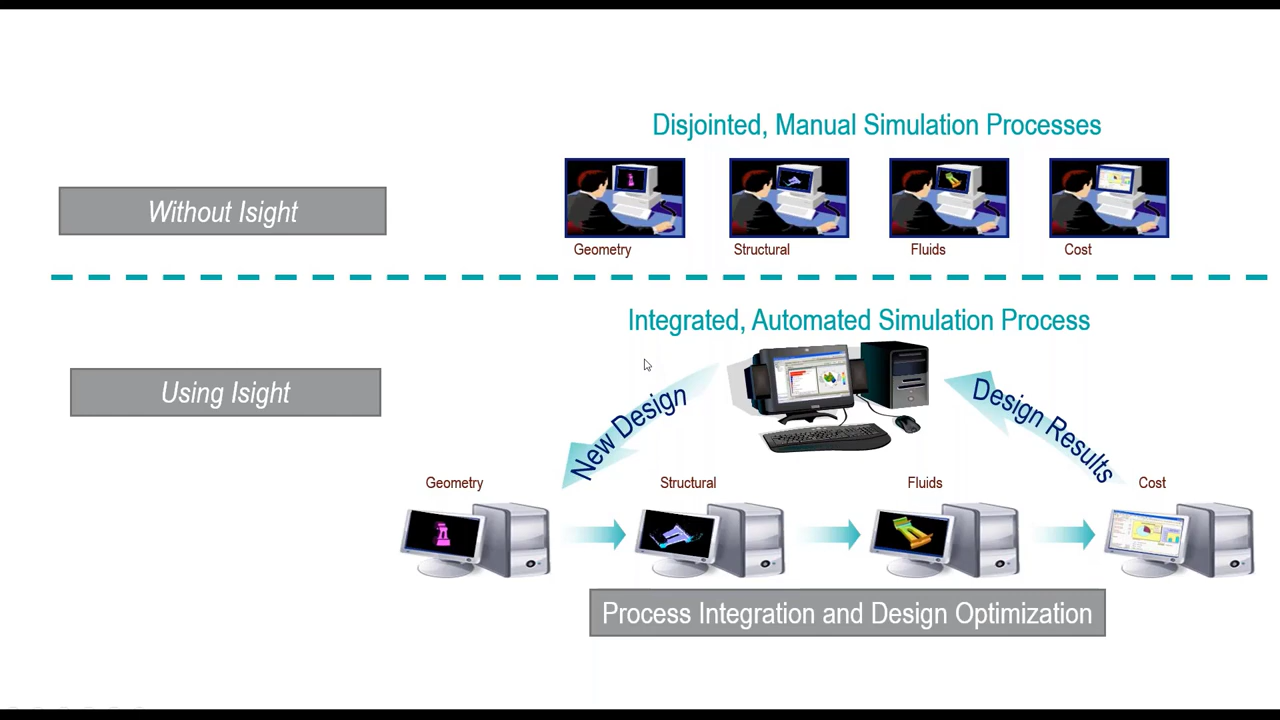 Disjointed, Manual Simulation Processes
Without Isight
Geometry
Structural
Fluids
Cost
Integrated, Automated Simulation Process
Using Isight
New Design
Design Results
Geometry
Structural
Fluids
Cost
Process Integration and Design Optimization